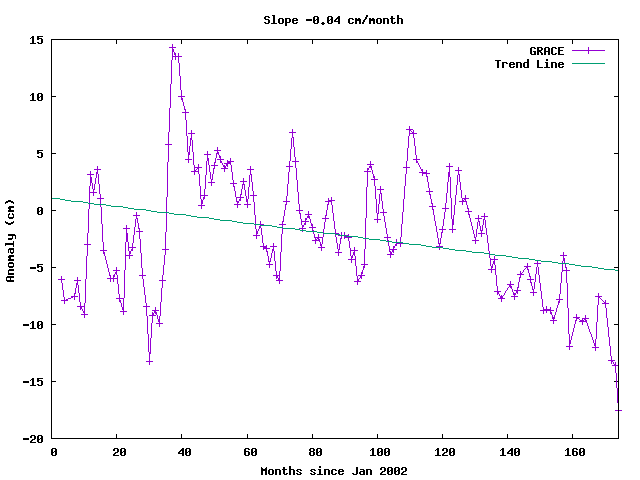 Slope -0.04 cm/month
GRACE
Trend Line
15
10
5
0
-5
-10
-15
-20
Anomaly (cm)
0 20 40 60 80 100 120 140 160
Months since Jan 2002